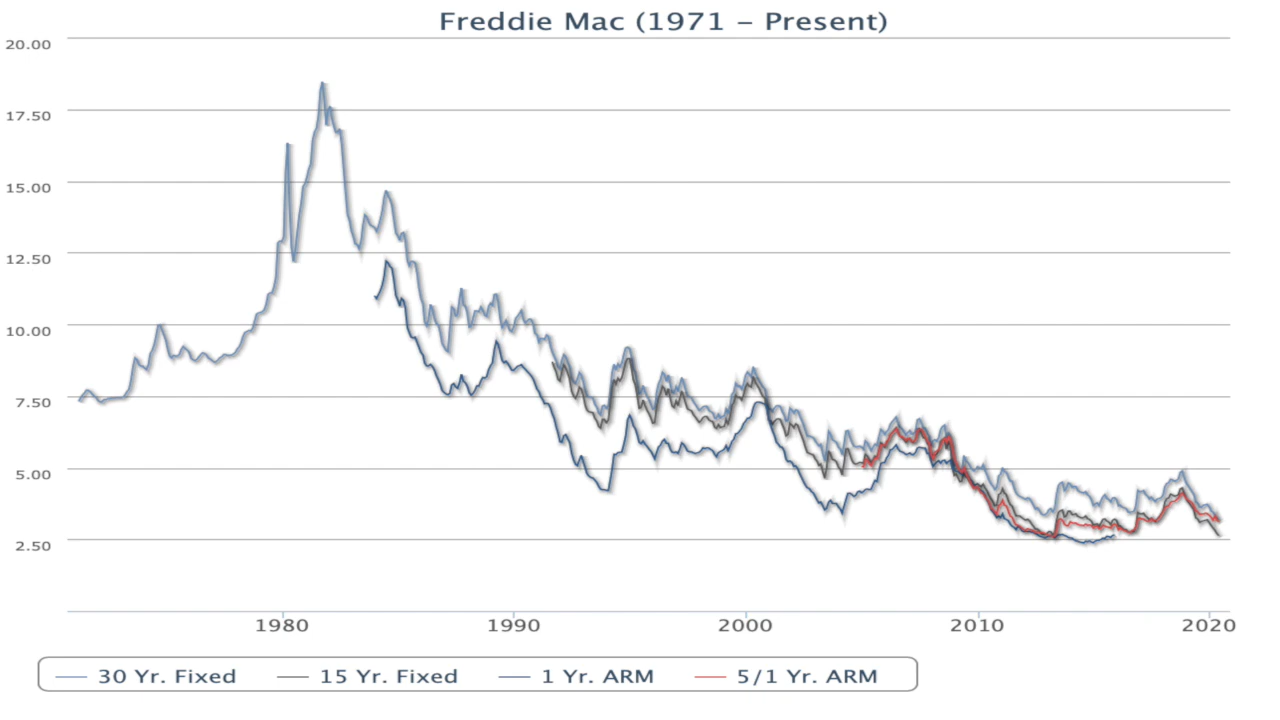 Freddie Mac (1971 – Present)
20.00
17.50
15.00
12.50
10.00
7.50
5.00
2.50
1980 1990 2000 2010 2020
30 Yr. Fixed 15 Yr. Fixed 1 Yr. ARM 5/1 Yr. ARM